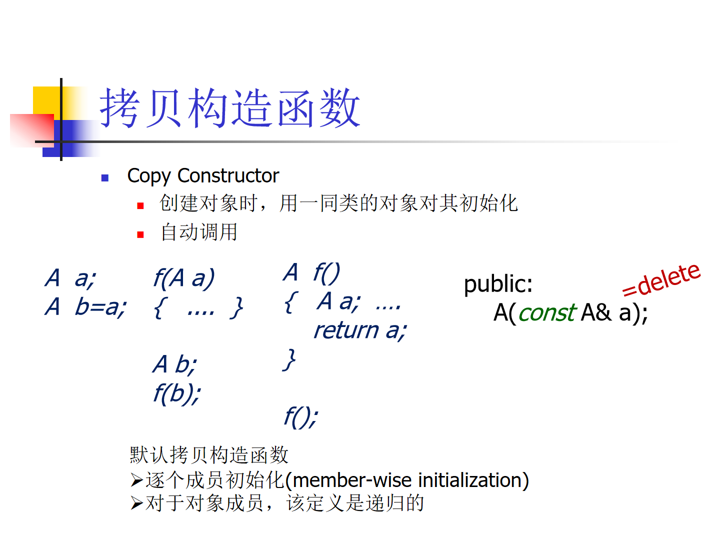 拷贝构造函数
Copy Constructor
创建对象时，用一同类的对象对其初始化
自动调用
A a;
A b=a;
f(A a)
{ .... }
A b;
f(b);
A f()
{ A a; ….
return a;
}
f();
public:
A(const A& a);
=delete
默认拷贝构造函数
➢逐个成员初始化(member-wise initialization)
➢对于对象成员，该定义是递归的